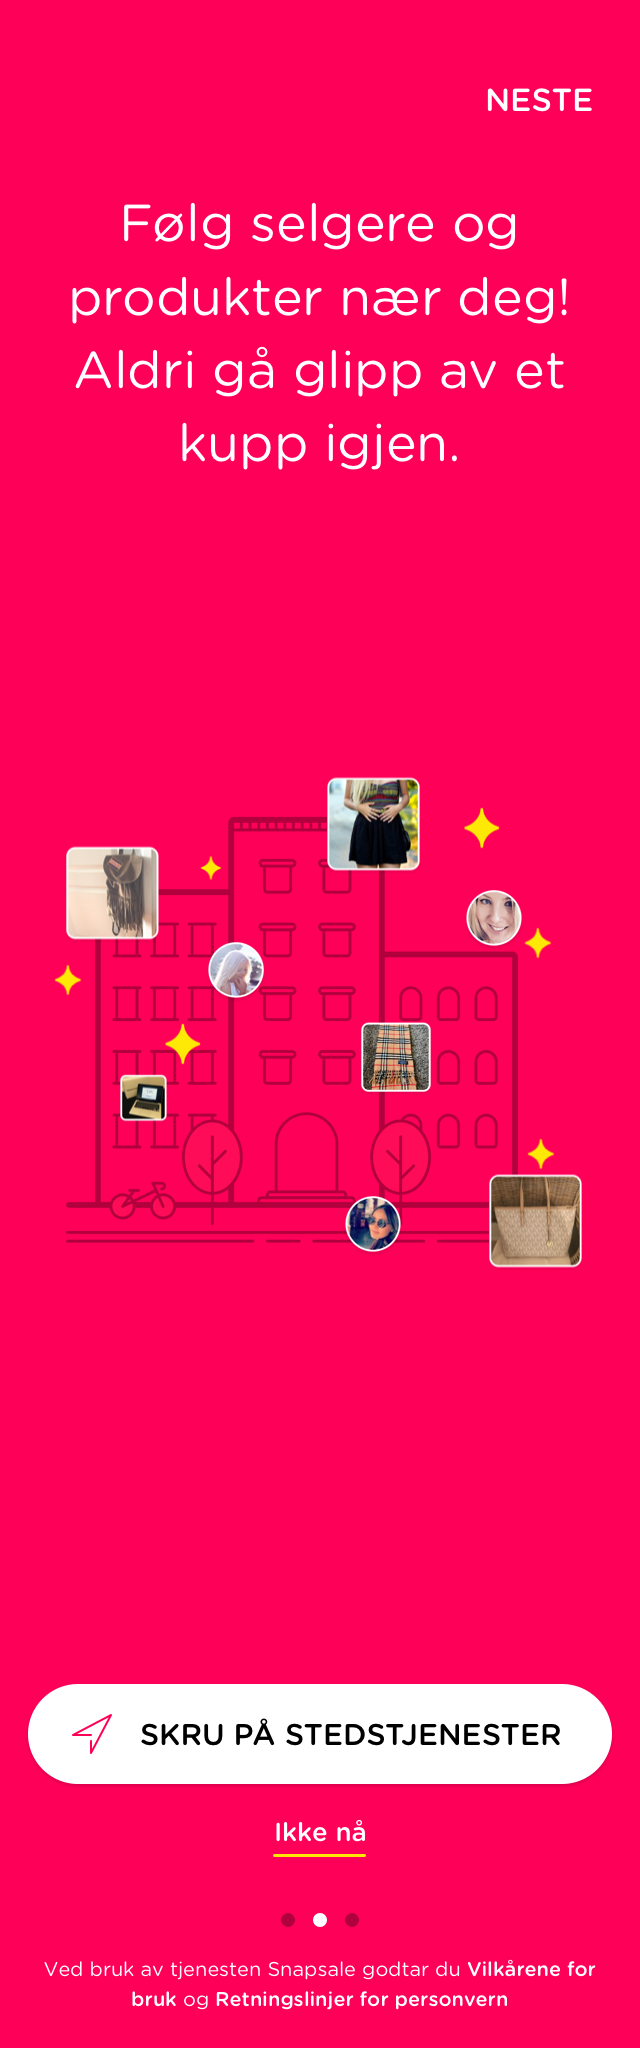 NESTE
Følg selgere og
produkter nær deg!
Aldri gå glipp av et
kupp igjen.
SKRU PÅ STEDSTJENESTER
Ikke nå
Ved bruk av tjenesten Snapsale godtar du Vilkårene for
bruk og Retningslinjer for personvern